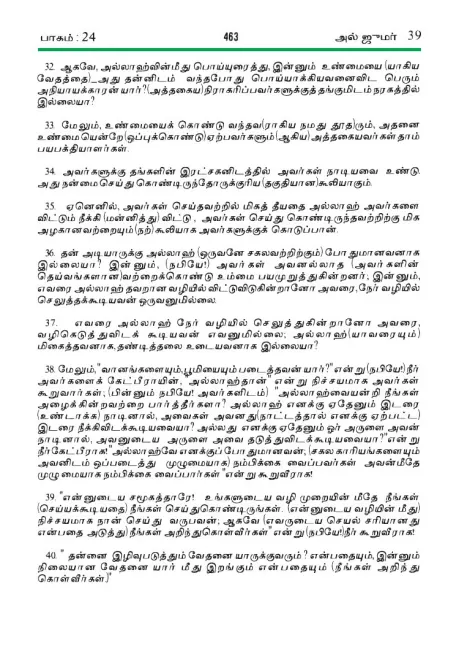 பாகம் : 24 463 அல் ஜுமர் 39
32. ஆகவே, அல்லாஹ்வின்மீது பொய்யுரைத்து, இன்னும் உண்மையை (யாகிய
வேதத்தை)_அது தன்னிடம் வந்தபோது பொய்யாக்கியவனைவிட பெரும்
அநியாயக்காரன் யார்?(அத்தகைய)நிராகரிப்பவர்களுக்குத்தங்குமிடம்நரகத்தில்
இல்லையா?
33. மேலும், உண்மையைக் கொண்டு வந்தவ(ராகிய நமது தூத)ரும், அதனை
உண்மையென்றே(ஒப்புக்கொண்டு)ஏற்பவர்களும்(ஆகிய)அத்தகையவர்கள்தாம்
பயபக்தியாளர்கள்.
34. அவர்களுக்கு தங்களின் இரட்சகனிடத்தில் அவர்கள் நாடியவை உண்டு.
அது நன்மைசெய்து கொண்டிருந்தோருக்குரிய (தகுதியான)கூலியாகும்.
35. ஏனெனில், அவர்கள் செய்தவற்றில் மிகத் தீயதை அல்லாஹ் அவர்களை
விட்டும் நீக்கி (மன்னித்து) விட்டு , அவர்கள் செய்து கொண்டிருந்தவற்றிற்கு மிக
அழகானவற்றையும்(நற்)கூலியாக அவர்களுக்குக் கொடுப்பான்.
36. தன் அடியாருக்கு அல்லாஹ் (ஒருவனே சகலவற்றிற்கும்) போதுமானவனாக
இல்லையா? இன்னும், (நபியே!) அவர்கள் அவனல்லாத (அவர்களின்
தெய்வங்களான)வற்றைக்கொண்டு உம்மை பயமுறுத்துகின்றனர்; இன்னும்,
எவரை அல்லாஹ் தவறான வழியில்விட்டுவிடுகின்றானோ அவரை,நேர் வழியில்
செலுத்தக்கூடியவன் ஒருவனுமில்லை.
37. எவரை அல்லாஹ் நேர் வழியில் செலுத்துகின்றானோ அவரை,
வழிகெடுத்துவிடக் கூடியவன் எவனுமில்லை; அல்லாஹ்(யாவரையும்)
மிகைத்தவனாக,தண்டித்தலை உடையவனாக இல்லையா?
38. மேலும்,"வானங்களையும்,பூமியையும் படைத்தவன் யார்?" என்று (நபியே!)நீர்
அவர்களைக் கேட்பீராயின், அல்லாஹ்தான்" என்று நிச்சயமாக அவர்கள்
கூறுவார்கள்; (பின்னும் நபியே! அவர்களிடம்) "அல்லாஹ்வையன்றி நீங்கள்
அழைக்கின்றவற்றை பார்த்தீர்களா? அல்லாஹ் எனக்கு ஏதேனும் இடரை
(உண்டாக்க) நாடினால், அவைகள் அவனது(நாட்டத்தால்) எனக்கு ஏற்பட்ட)
இடரை நீக்கிவிடக்கூடியவையா? அல்லது எனக்கு ஏதேனும் ஓர் அருளை அவன்
நாடினால், அவனுடைய அருளை அவை தடுத்துவிடக்கூடியவையா?" என்று
நீர்கேட்பீராக!"அல்லாஹ்வே எனக்குப்போதுமானவன்;(சகல காரியங்களையும்
அவனிடம் ஒப்படைத்து முழுமையாக) நம்பிக்கை வைப்பவர்கள் அவன்மீதே
முழுமையாக நம்பிக்கை வைப்பார்கள்"என்று கூறுவீராக!
39. "என்னுடைய சமூகத்தாரே! உங்களுடைய வழி முறையின் மீதே நீங்கள்
(செய்யக்கூடியதை) நீங்கள் செய்துகொண்டிருங்கள். (என்னுடைய வழியின் மீது)
நிச்சயமாக நான் செய்து வருபவன்; ஆகவே (எவருடைய செயல் சரியானது
என்பதை அடுத்து)நீங்கள் அறிந்துகொள்வீர்கள்"என்று(நபியே!)நீர் கூறுவீராக!
40. " தன்னை இழிவுபடுத்தும் வேதனை யாருக்குவரும்? என்பதையும்,இன்னும்
நிலையான வேதனை யார் மீது இறங்கும் என்பதையும் (நீங்கள் அறிந்து
கொள்வீர்கள்)"